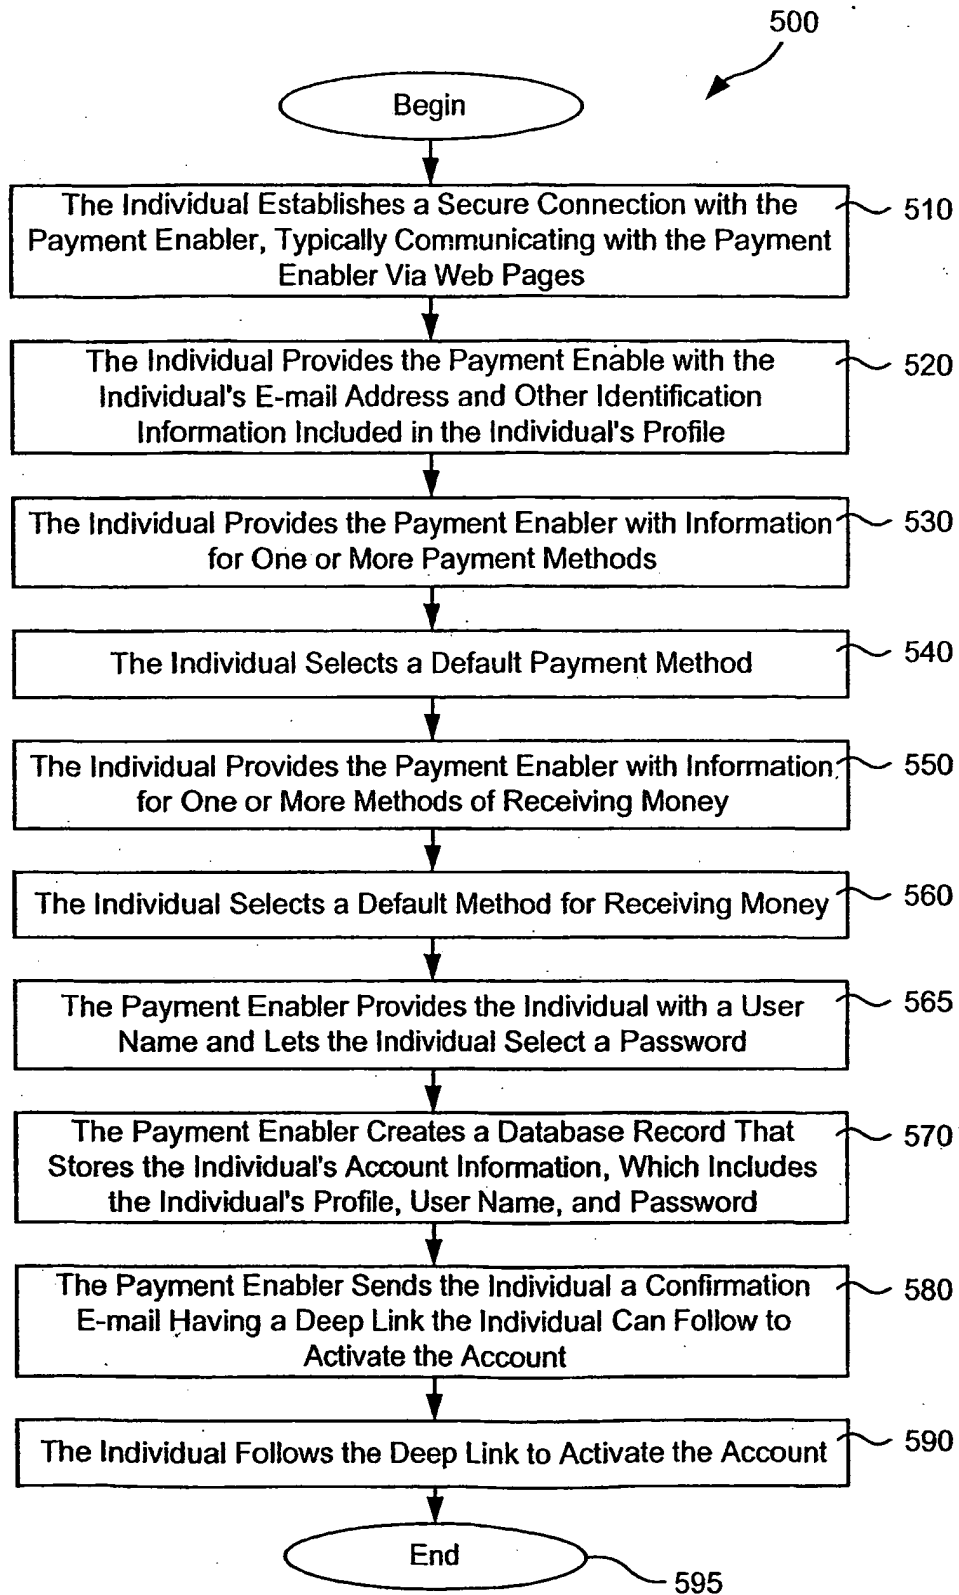 500
Begin
The Individual Establishes a Secure Connection with the
Payment Enabler, Typically Communicating with the Payment
Enabler Via Web Pages
510
The Individual Provides the Payment Enable with the
Individual's E-mail Address and Other Identification
Information Included in the Individual's Profile
520
The Individual Provides the Payment Enabler with Information
for One or More Payment Methods
530
The Individual Selects a Default Payment Method
540
The Individual Provides the Payment Enabler with Information
for One or More Methods of Receiving Money
550
The Individual Selects a Default Method for Receiving Money
560
The Payment Enabler Provides the Individual with a User
Name and Lets the Individual Select a Password
565
The Payment Enabler Creates a Database Record That
Stores the Individual's Account Information, Which Includes
the Individual's Profile, User Name, and Password
570
The Payment Enabler Sends the Individual a Confirmation
E-mail Having a Deep Link the Individual Can Follow to
Activate the Account
580
The Individual Follows the Deep Link to Activate the Account
590
End
595